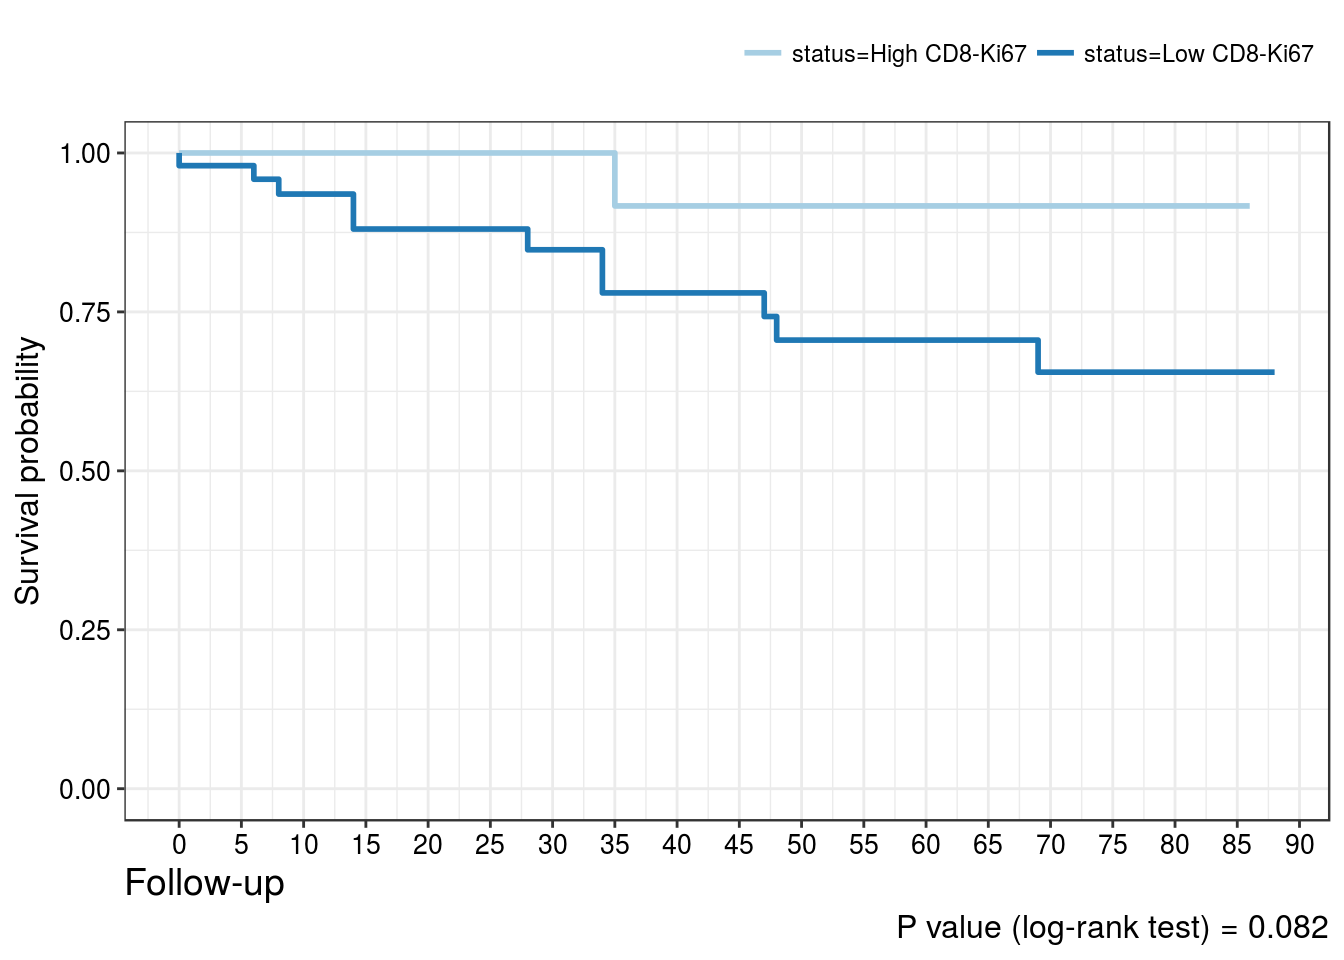 status=High CD8-Ki67 status=Low CD8-Ki67
1.00
0.75
0.50
0.25
0.00
Survival probability
0 5 10 15 20 25 30 35 40 45 50 55 60 65 70 75 80 85 90
Follow-up
P value (log-rank test) = 0.082